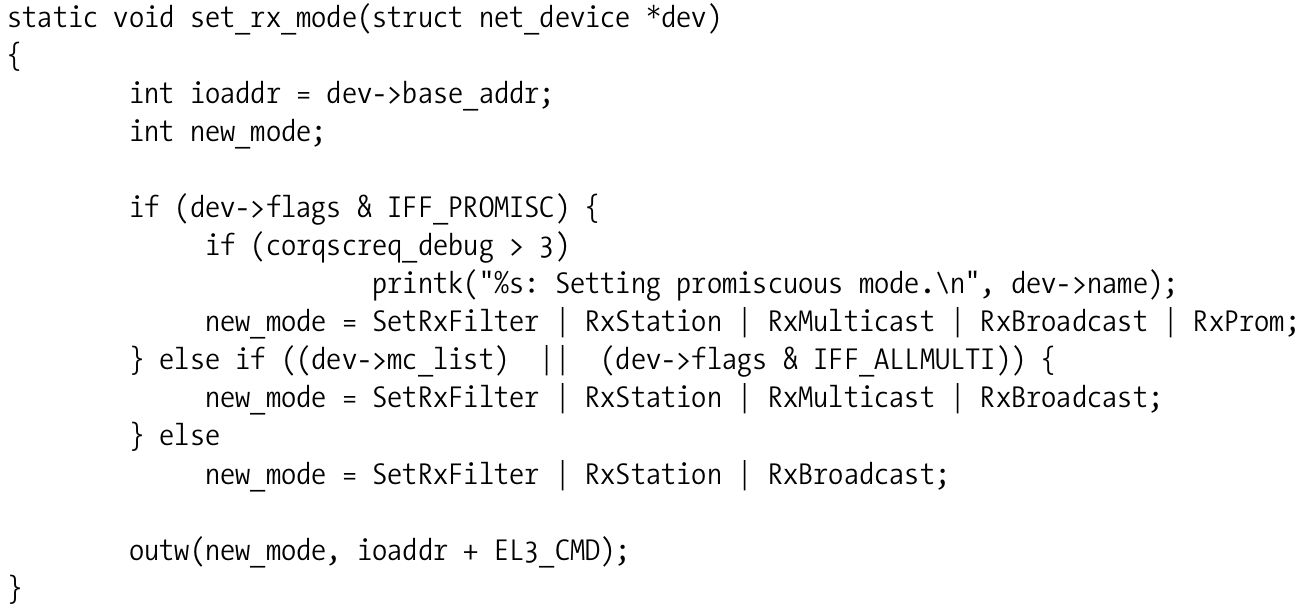 static void set_rx_mode(struct net_device *dev)
{
        int ioaddr = dev->base_addr;
        int new_mode;

        if (dev->flags & IFF_PROMISC) {
             if (corqscreq_debug > 3)
                        printk("%s: Setting promiscuous mode.\n", dev->name);
             new_mode = SetRxFilter | RxStation | RxMulticast | RxBroadcast | RxProm;
        } else if ((dev->mc_list)  ||  (dev->flags & IFF_ALLMULTI)) {
             new_mode = SetRxFilter | RxStation | RxMulticast | RxBroadcast;
        } else
             new_mode = SetRxFilter | RxStation | RxBroadcast;

        outw(new_mode, ioaddr + EL3_CMD);
}